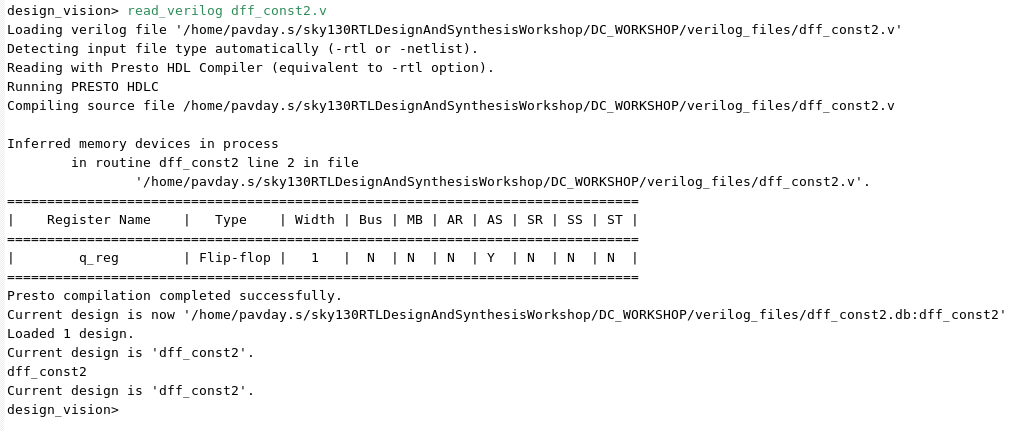 design_vision> read_verilog dff_const2.v
Loading verilog file '/home/pavday.s/sky130RTLDesignAndSynthesisWorkshop/DC_WORKSHOP/verilog_files/dff_const2.v'
Detecting input file type automatically (-rtl or -netlist).
Reading with Presto HDL Compiler (equivalent to -rtl option).
Running PRESTO HDLC
Compiling source file /home/pavday.s/sky130RTLDesignAndSynthesisWorkshop/DC_WORKSHOP/verilog_files/dff_const2.v

Inferred memory devices in process
        in routine dff_const2 line 2 in file
                '/home/pavday.s/sky130RTLDesignAndSynthesisWorkshop/DC_WORKSHOP/verilog_files/dff_const2.v'.
===============================================================================
|    Register Name    |   Type    | Width | Bus | MB | AR | AS | SR | SS | ST |
===============================================================================
|        q_reg        | Flip-flop |   1   |  N  | N  | N  | Y  | N  | N  | N  |
===============================================================================
Presto compilation completed successfully.
Current design is now '/home/pavday.s/sky130RTLDesignAndSynthesisWorkshop/DC_WORKSHOP/verilog_files/dff_const2.db:dff_const2'
Loaded 1 design.
Current design is 'dff_const2'.
dff_const2
Current design is 'dff_const2'.
design_vision>